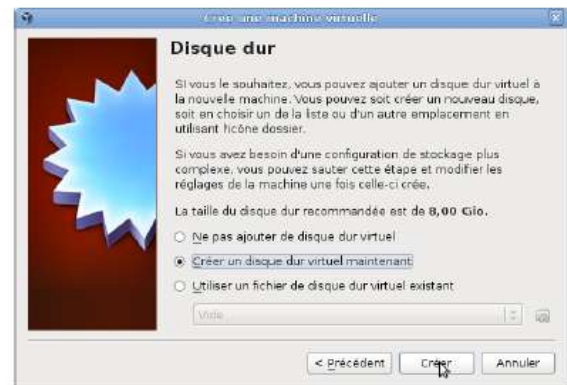 Créer une machine virtuelle
Disque dur
Si vous le souhaitez, vous pouvez ajouter un disque dur virtuel à
la nouvelle machine. Vous pouvez soit créer un nouveau disque,
soit en choisir un de la liste ou d'un autre emplacement en
utilisant l'icône dossier.
Si vous avez besoin d'une configuration de stockage plus
complexe, vous pouvez sauter cette étape et modifier les
réglages de la machine une fois celle-ci crée.
La taille du disque dur recommandée est de 8,00 Gio.
Ne pas ajouter de disque dur virtuel
Créer un disque dur virtuel maintenant
Utiliser un fichier de disque dur virtuel existant
Vide
< Précédent
Créer
Annuler